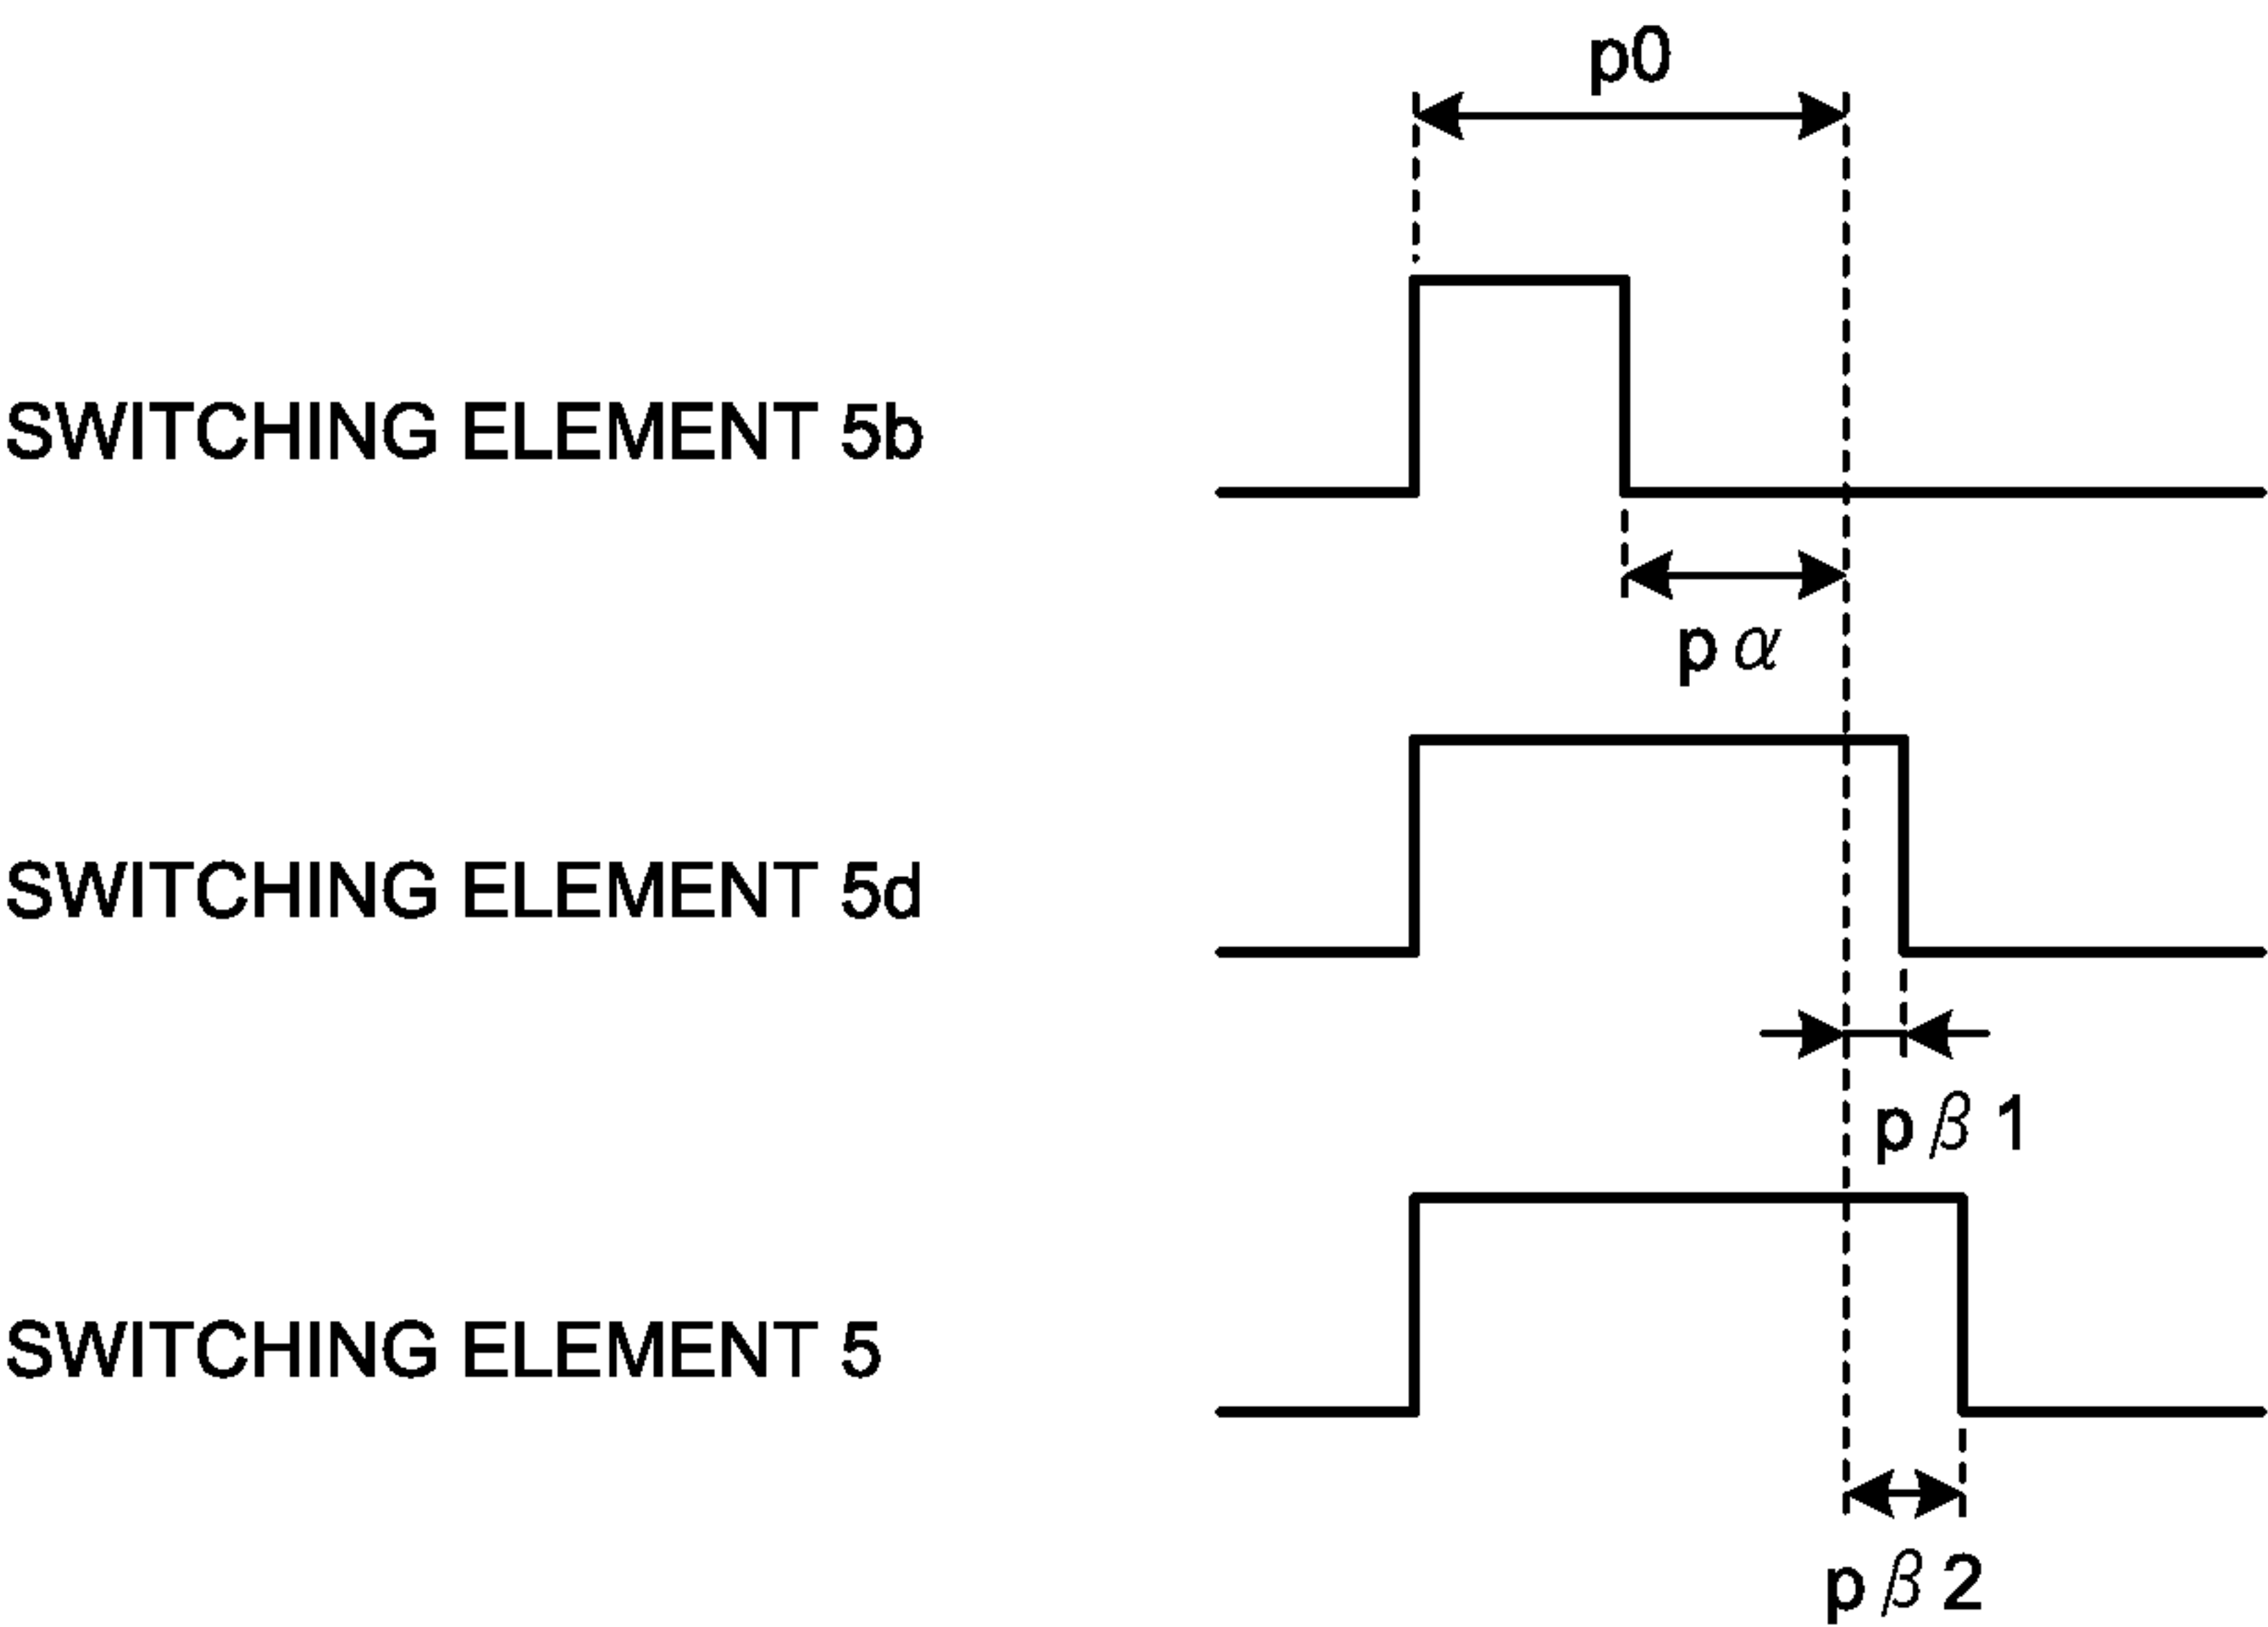 p0
SWITCHING ELEMENT 5b
p α
SWITCHING ELEMENT 5d
p β 1
SWITCHING ELEMENT 5
p β 2